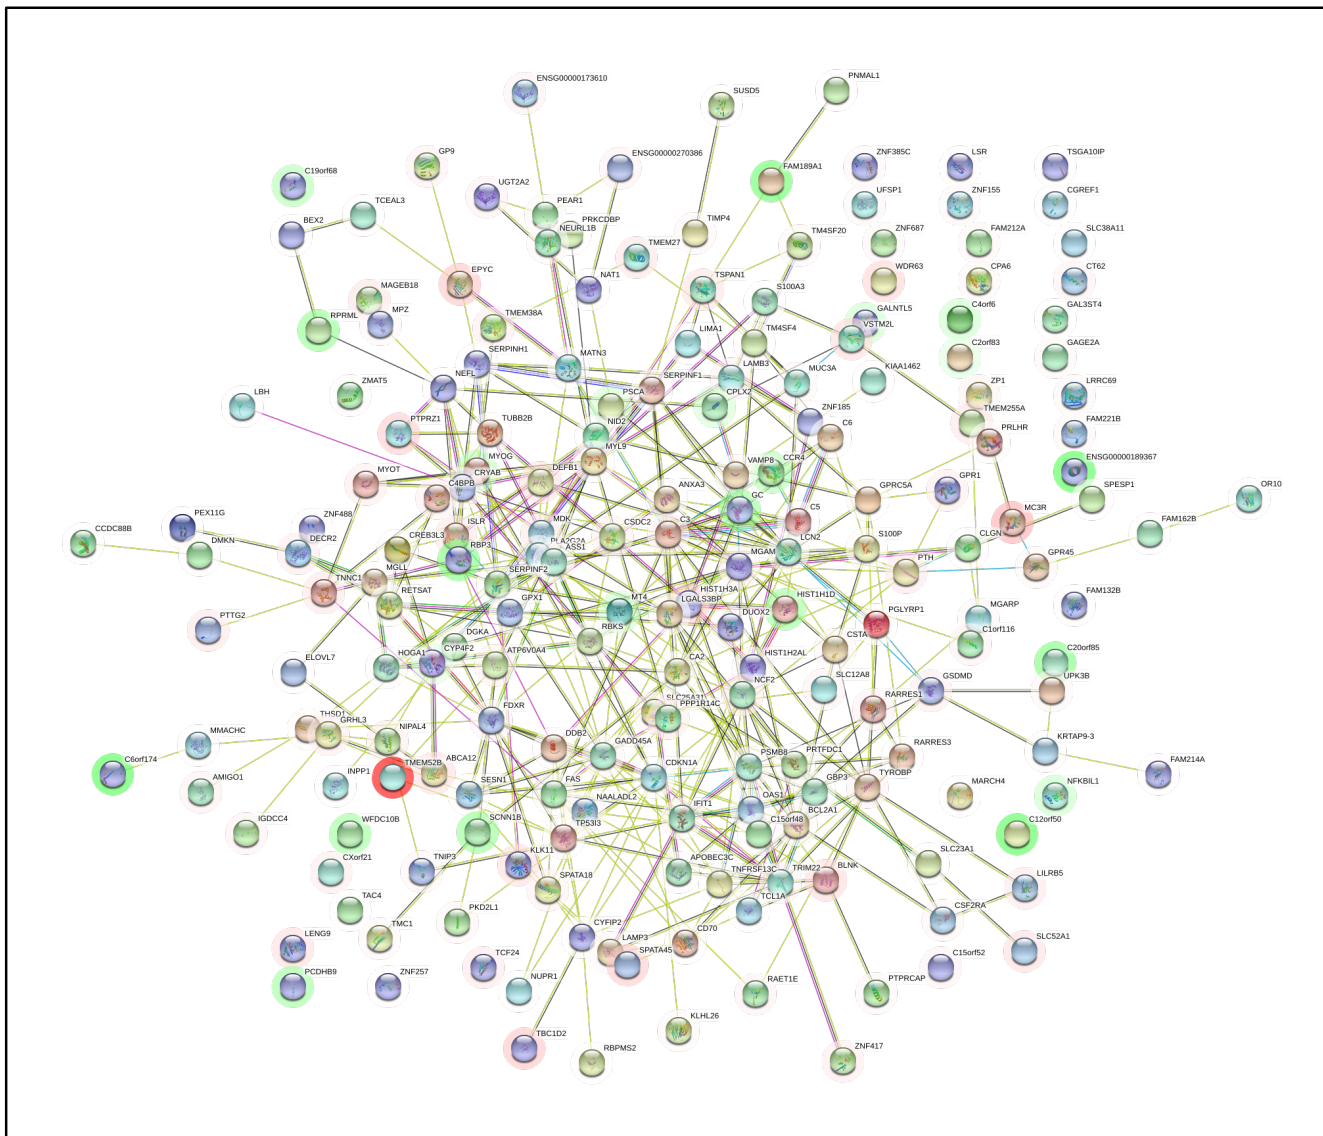 ENSG00000173610
PNMAL1
SUSD5
GP9
ENSG00000270386
ZNF385C
LSR
TSGA10IP
FAM189A1
C19orf68
UGT2A2
UFSP1
ZNF155
CGREF1
TCEAL3
PEAR1
BEX2
PRKCDBP
TIMP4
NEURL1B
TM4SF20
ZNF687
FAM212A
SLC38A11
TMEM27
EPYC
NAT1
TSPAN1
WDR63
CPA6
CT62
MAGEB18
S100A3
MPZ
RPRML
TMEM38A
GALNTL5
C4orf6
GAL3ST4
VSTM2L
LIMA1
TM4SF4
SERPINH1
MATN3
C2orf83
GAGE2A
LAMB3
KIAA1462
NEFL
SERPINF1
MUC3A
ZMAT5
ZP1
LRRC69
LBH
PSCA
CPLX2
TMEM255A
ZNF185
PTPRZ1
TUBB2B
NID2
C6
PRLHR
FAM221B
MYL9
MYOG
VAMP8
CCR4
ENSG00000189367
MYOT
CRYAB
DEFB1
GPRC5A
GPR1
SPESP1
OR10
C4BPB
ANXA3
GC
PEX11G
ZNF488
C5
MC3R
FAM162B
CCDC88B
ISLR
MDK
CSDC2
C3
DMKN
DECR2
CREB3L3
PLA2G2A
LCN2
S100P
CLGN
RBP3
ASS1
MGAM
PTH
GPR45
TNNC1
MGLL
SERPINF2
RETSAT
GPX1
MT4
LGALS3BP
HIST1H3A
HIST1H1D
FAM132B
PTTG2
DUOX2
PGLYRP1
MGARP
DGKA
RBKS
C1orf116
CSTA
HOGA1
CYP4F2
ATP6V0A4
CA2
HIST1H2AL
C20orf85
ELOVL7
NCF2
SLC12A8
GSDMD
UPK3B
SLC25A31
PPP1R14C
RARRES1
FDXR
THSD1
GRHL3
MMACHC
NIPAL4
DDB2
GADD45A
RARRES3
KRTAP9-3
C6orf174
TMEM52B
ABCA12
PSMB8
PRTFDC1
FAM214A
AMIGO1
INPP1
CDKN1A
TYROBP
SESN1
FAS
GBP3
MARCH4
NFKBIL1
NAALADL2
OAS1
IGDCC4
WFDC10B
SCNN1B
TP53I3
IFIT1
BCL2A1
C15orf48
C12orf50
CXorf21
TNIP3
KLK11
APOBEC3C
SLC23A1
SPATA18
TNFRSF13C
TRIM22
BLNK
LILRB5
TAC4
PKD2L1
TCL1A
CSF2RA
LENG9
TMC1
CYFIP2
LAMP3
CD70
SLC52A1
SPATA45
TCF24
C15orf52
PCDHB9
ZNF257
NUPR1
RAET1E
PTPRCAP
KLHL26
TBC1D2
RBPMS2
ZNF417